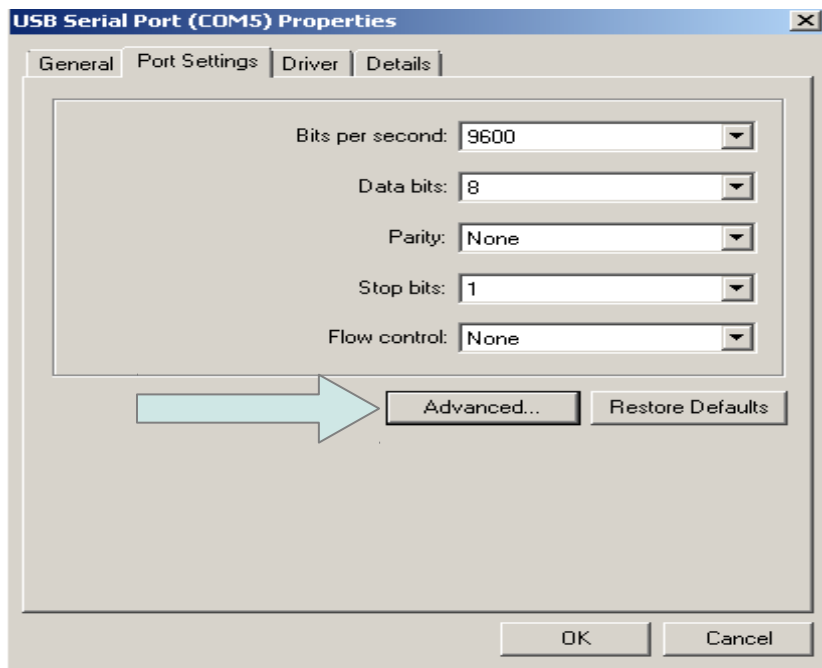 USB Serial Port (COM5) Properties
General Port Settings Driver Details
Bits per second: 9600
Data bits: 8
Parity: None
Stop bits: 1
Flow control: None
Advanced... Restore Defaults
OK Cancel